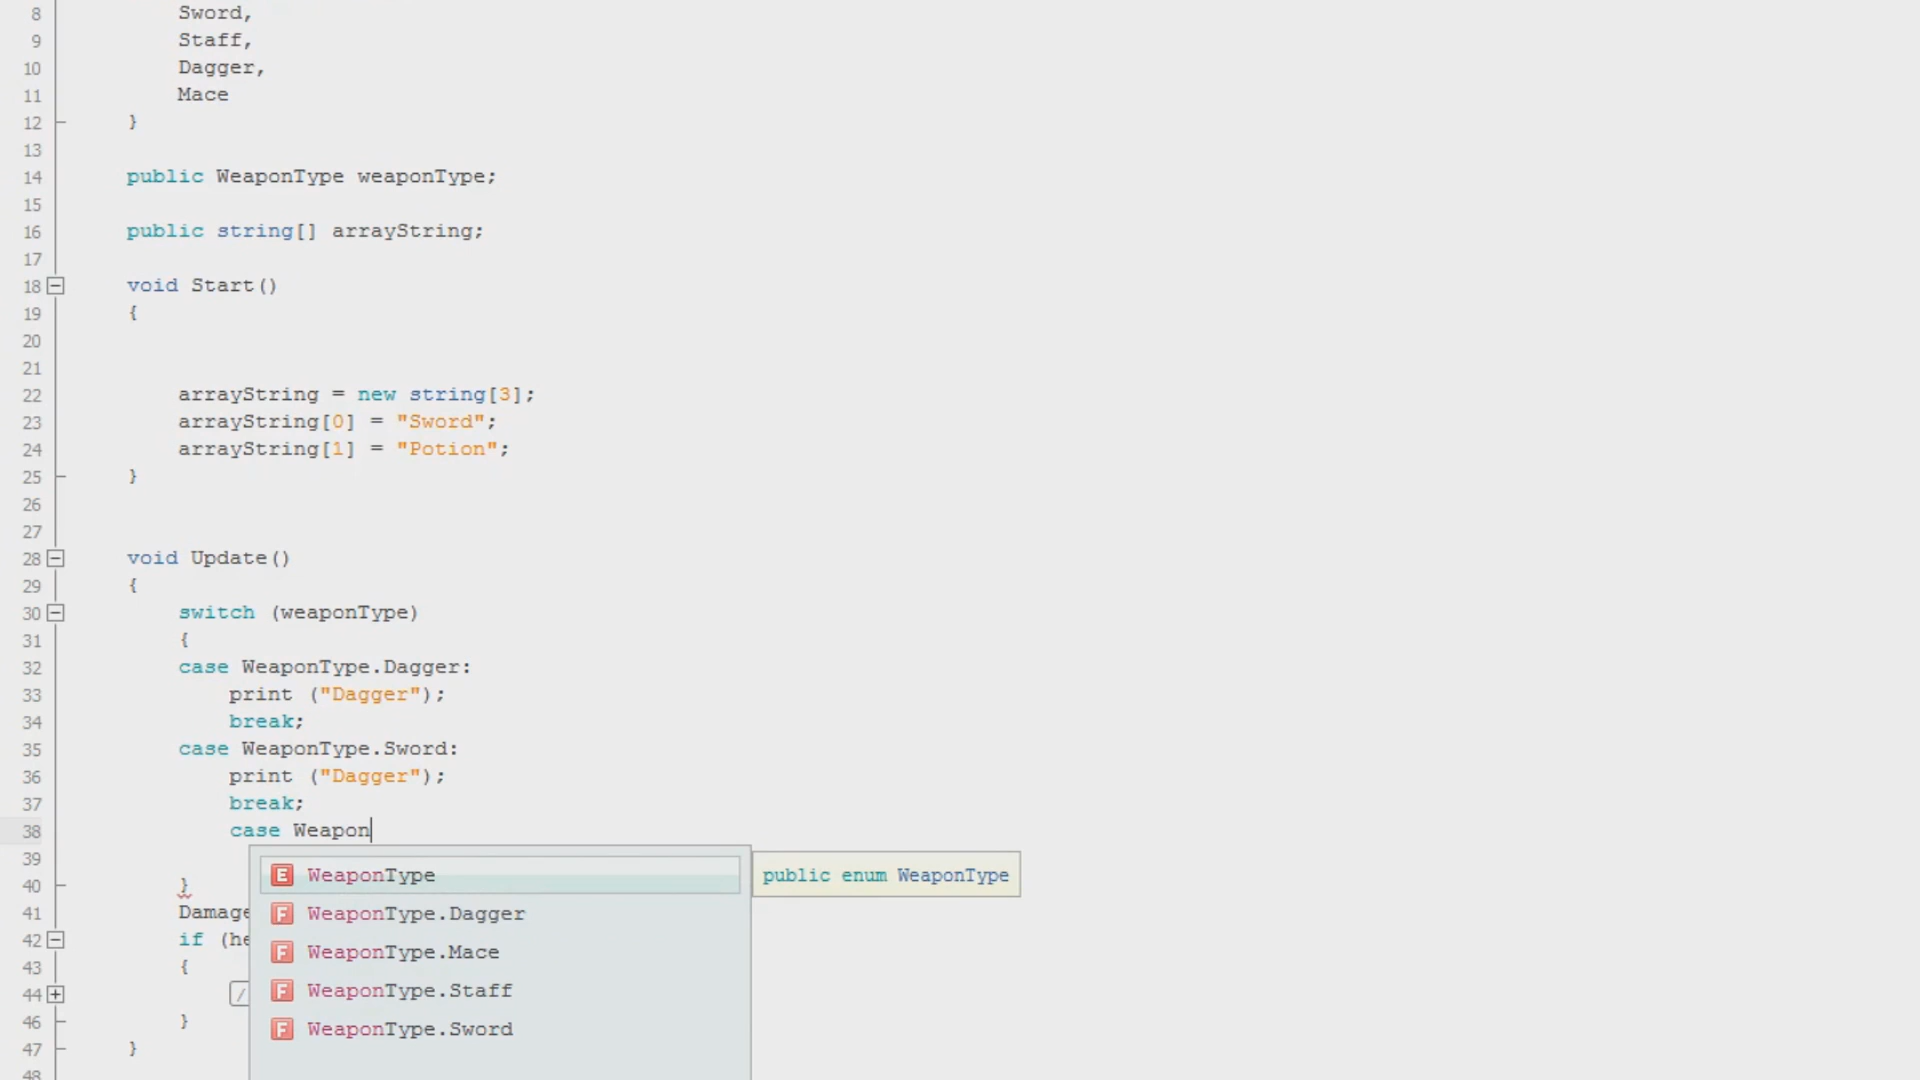 8 Sword,
9 Staff,
10 Dagger,
11 Mace
12 }
13
14 public WeaponType weaponType;
15
16 public string[] arrayString;
17
18 void Start()
19 {
20
21
22 arrayString = new string[3];
23 arrayString[0] = "Sword";
24 arrayString[1] = "Potion";
25 }
26
27
28 void Update()
29 {
30 switch (weaponType)
31 {
32 case WeaponType.Dagger:
33 print ("Dagger");
34 break;
35 case WeaponType.Sword:
36 print ("Dagger");
37 break;
38 case Weapon
39
E WeaponType public enum WeaponType
40 }
F WeaponType.Dagger
41 Damage
42 if (he
F WeaponType.Mace
43 {
F WeaponType.Staff
44 /
46 }
F WeaponType.Sword
47 }
48